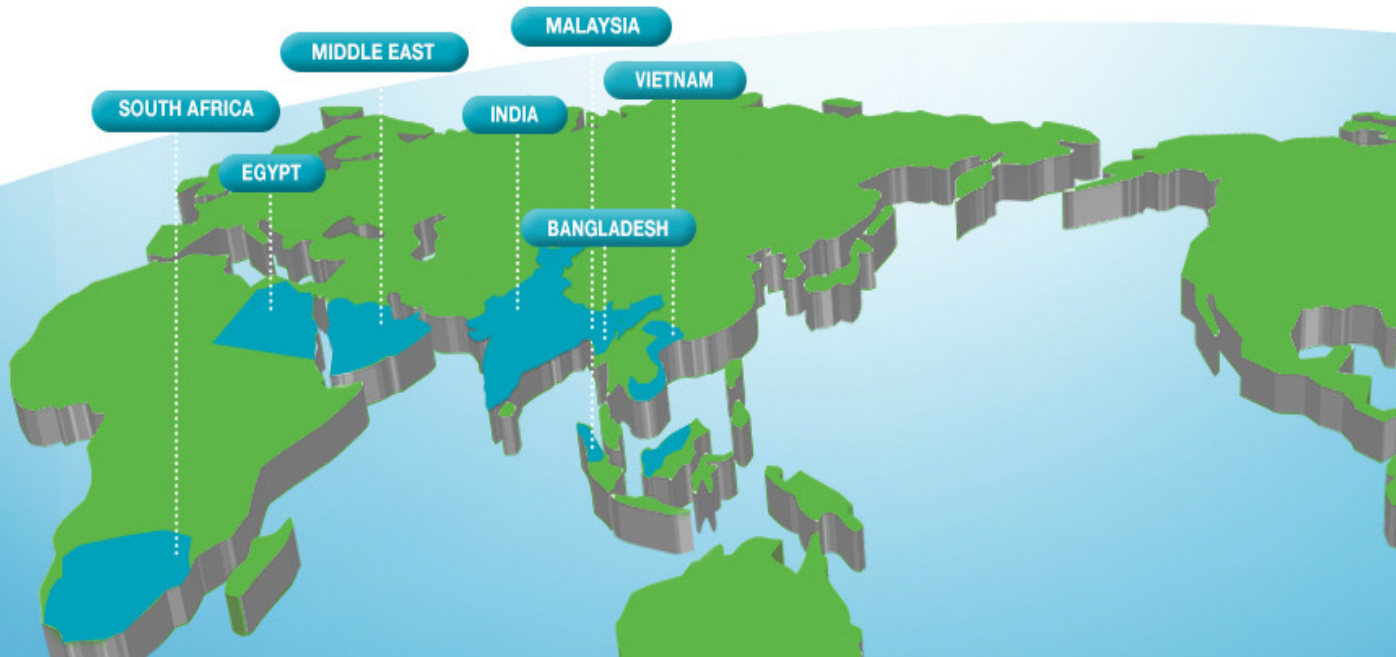 MALAYSIA
MIDDLE EAST
VIETNAM
SOUTH AFRICA
INDIA
EGYPT
BANGLADESH